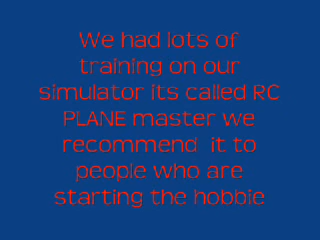 We had lots of
training on our
simulator its called RC
PLANE master we
recommend  it to
people who are
starting the hobbie